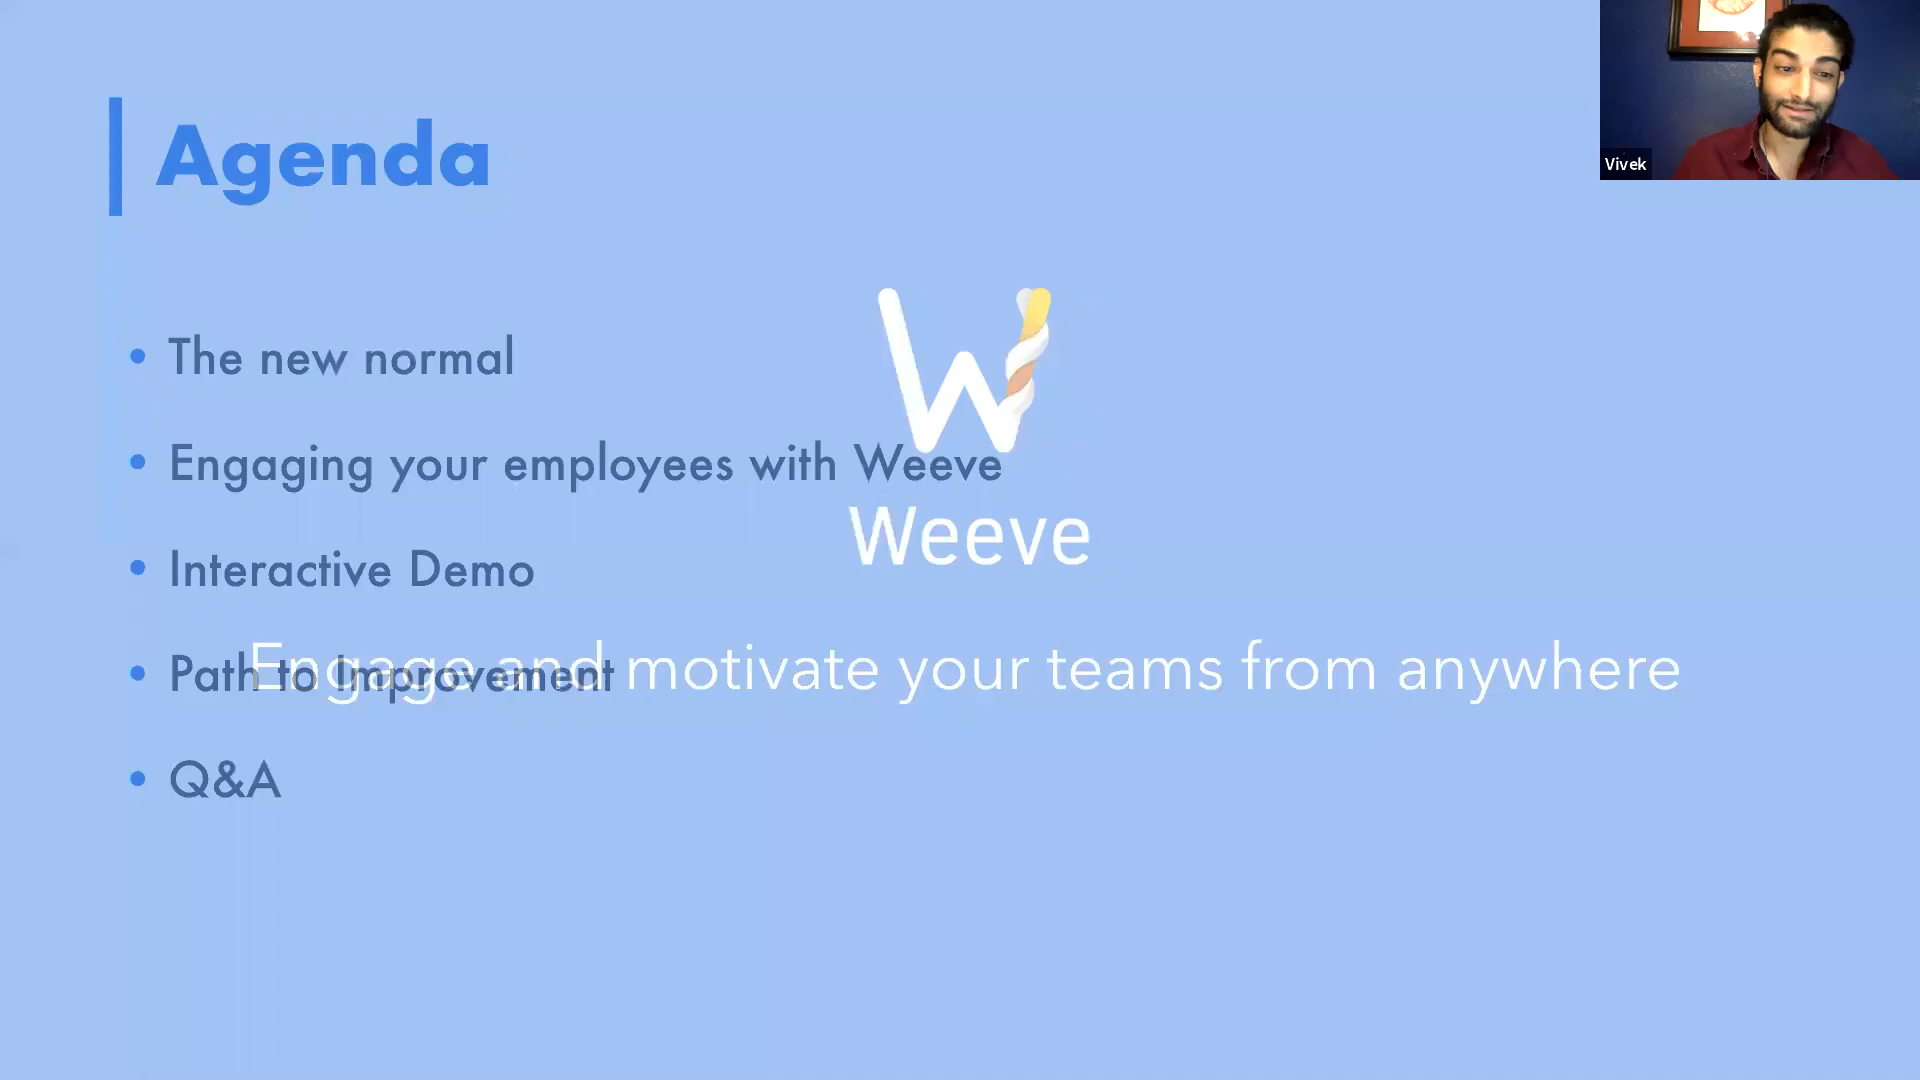 Agenda
Vivek
• The new normal
• Engaging your employees with Weeve
Weeve
• Interactive Demo
• Path to Improvement
Engage and motivate your teams from anywhere
• Q&A